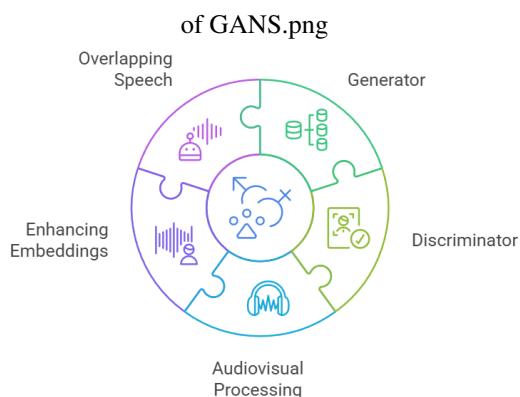 of GANS.png
Overlapping
Speech
Generator
Enhancing
Embeddings
Discriminator
Audiovisual
Processing